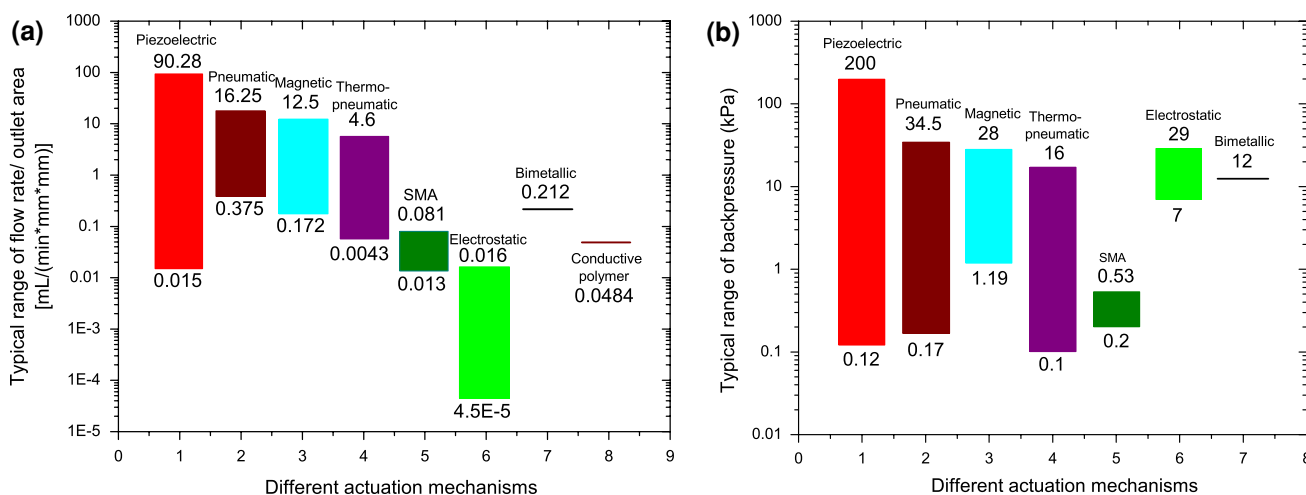 (a)
Typical range of flow rate/ outlet area
[mL/(min*mm*mm)]
1000
100
10
1
0.1
0.01
1E-3
1E-4
1E-5
Piezoelectric
90.28
0.015
Pneumatic
16.25
0.375
Magnetic
12.5
0.172
Thermo-
pneumatic
4.6
0.0043
SMA
0.081
0.013
Electrostatic
0.016
4.5E-5
Bimetallic
0.212
Conductive
polymer
0.0484
0 1 2 3 4 5 6 7 8 9
Different actuation mechanisms
(b)
Typical range of backpressure (kPa)
1000
100
10
1
0.1
0.01
Piezoelectric
200
0.12
Pneumatic
34.5
0.17
Magnetic
28
1.19
Thermo-
pneumatic
16
0.1
SMA
0.53
0.2
Electrostatic
29
7
Bimetallic
12
0 1 2 3 4 5 6 7 8
Different actuation mechanisms